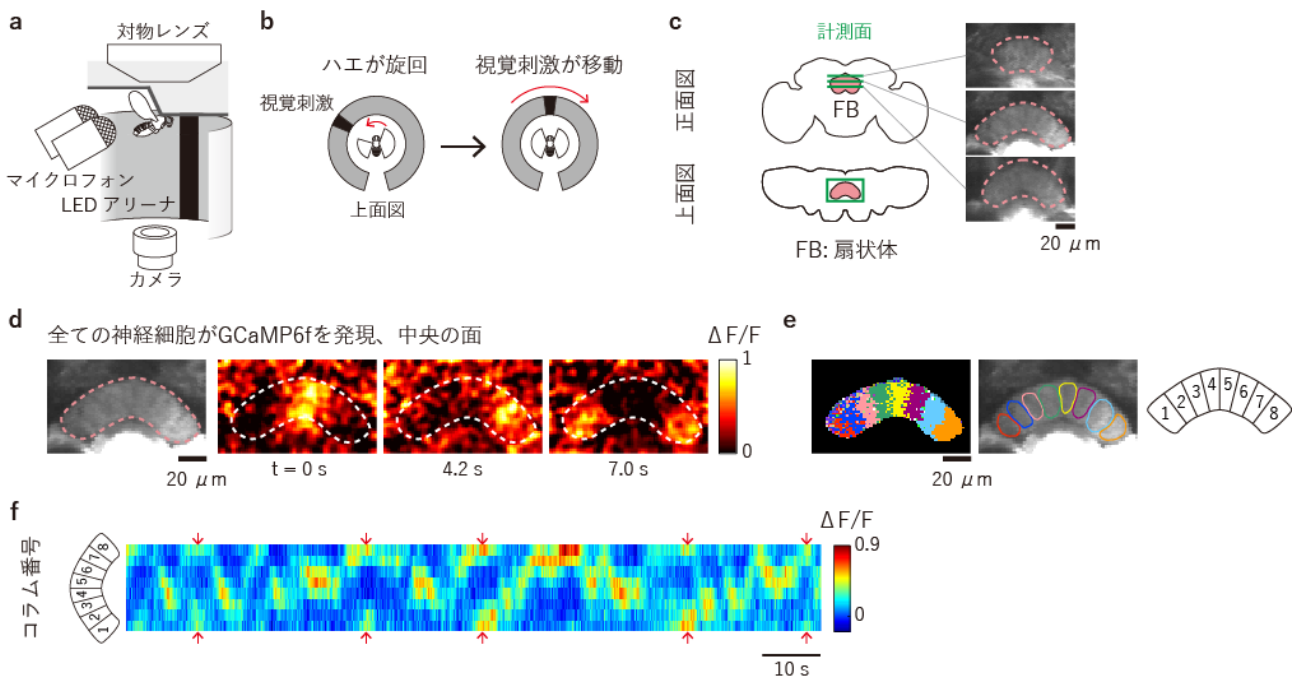 a
対物レンズ
マイクロフォン
LED アリーナ
カメラ
b
ハエが旋回
視覚刺激が移動
視覚刺激
上面図
c
計測面
正面図
FB
上面図
FB: 扇状体
20 μm
d
全ての神経細胞がGCaMP6fを発現、中央の面
ΔF/F
1
0
20 μm
t = 0 s
4.2 s
7.0 s
e
1 2 3 4 5 6 7 8
20 μm
f
コラム番号
1 2 3 4 5 6 7 8
ΔF/F
0.9
0
10 s